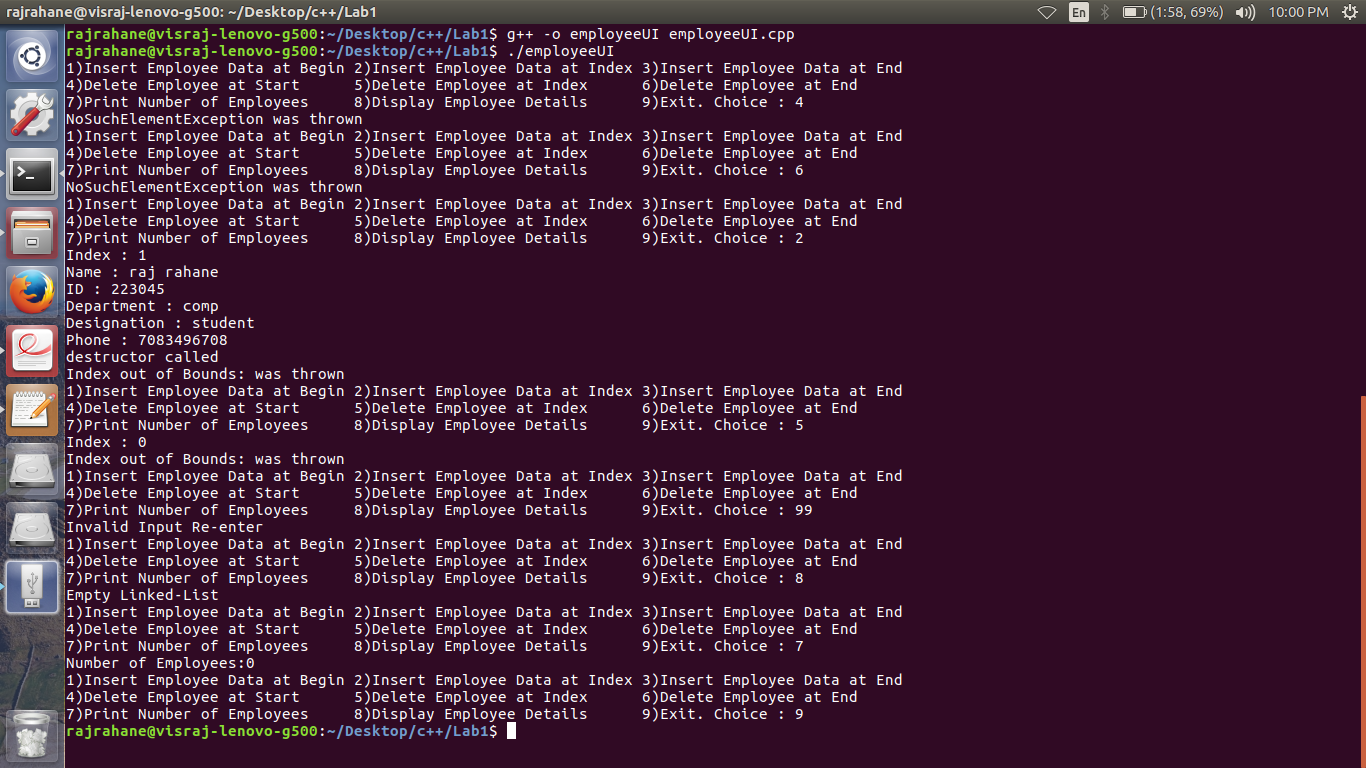 rajrahane@visraj-lenovo-g500: ~/Desktop/c++/Lab1 En (1:58, 69%) 10:00 PM
rajrahane@visraj-lenovo-g500:~/Desktop/c++/Lab1$ g++ -o employeeUI employeeUI.cpp
rajrahane@visraj-lenovo-g500:~/Desktop/c++/Lab1$ ./employeeUI
1)Insert Employee Data at Begin 2)Insert Employee Data at Index 3)Insert Employee Data at End
4)Delete Employee at Start      5)Delete Employee at Index      6)Delete Employee at End
7)Print Number of Employees     8)Display Employee Details      9)Exit. Choice : 4
NoSuchElementException was thrown
1)Insert Employee Data at Begin 2)Insert Employee Data at Index 3)Insert Employee Data at End
4)Delete Employee at Start      5)Delete Employee at Index      6)Delete Employee at End
7)Print Number of Employees     8)Display Employee Details      9)Exit. Choice : 6
NoSuchElementException was thrown
1)Insert Employee Data at Begin 2)Insert Employee Data at Index 3)Insert Employee Data at End
4)Delete Employee at Start      5)Delete Employee at Index      6)Delete Employee at End
7)Print Number of Employees     8)Display Employee Details      9)Exit. Choice : 2
Index : 1
Name : raj rahane
ID : 223045
Department : comp
Designation : student
Phone : 7083496708
destructor called
Index out of Bounds: was thrown
1)Insert Employee Data at Begin 2)Insert Employee Data at Index 3)Insert Employee Data at End
4)Delete Employee at Start      5)Delete Employee at Index      6)Delete Employee at End
7)Print Number of Employees     8)Display Employee Details      9)Exit. Choice : 5
Index : 0
Index out of Bounds: was thrown
1)Insert Employee Data at Begin 2)Insert Employee Data at Index 3)Insert Employee Data at End
4)Delete Employee at Start      5)Delete Employee at Index      6)Delete Employee at End
7)Print Number of Employees     8)Display Employee Details      9)Exit. Choice : 99
Invalid Input Re-enter
1)Insert Employee Data at Begin 2)Insert Employee Data at Index 3)Insert Employee Data at End
4)Delete Employee at Start      5)Delete Employee at Index      6)Delete Employee at End
7)Print Number of Employees     8)Display Employee Details      9)Exit. Choice : 8
Empty Linked-List
1)Insert Employee Data at Begin 2)Insert Employee Data at Index 3)Insert Employee Data at End
4)Delete Employee at Start      5)Delete Employee at Index      6)Delete Employee at End
7)Print Number of Employees     8)Display Employee Details      9)Exit. Choice : 7
Number of Employees:0
1)Insert Employee Data at Begin 2)Insert Employee Data at Index 3)Insert Employee Data at End
4)Delete Employee at Start      5)Delete Employee at Index      6)Delete Employee at End
7)Print Number of Employees     8)Display Employee Details      9)Exit. Choice : 9
rajrahane@visraj-lenovo-g500:~/Desktop/c++/Lab1$